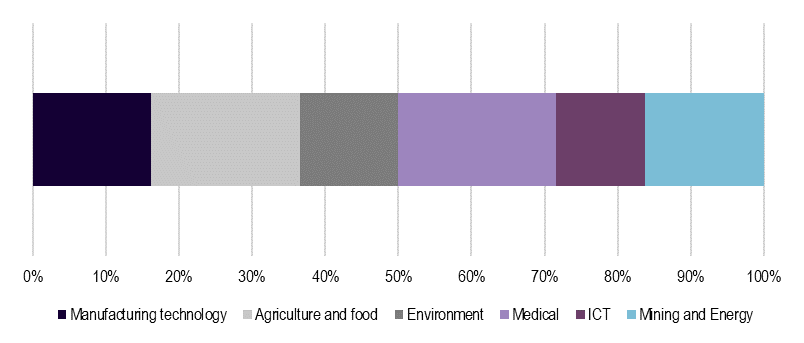 0% 10% 20% 30% 40% 50% 60% 70% 80% 90% 100%
Manufacturing technology Agriculture and food Environment Medical ICT Mining and Energy